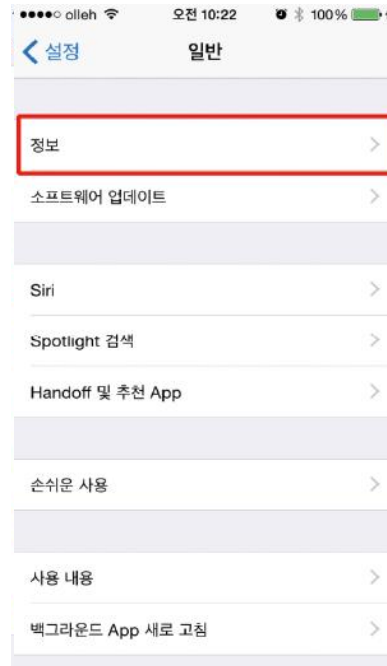 olleh 오전 10:22 100%
설정 일반
정보
소프트웨어 업데이트
Siri
Spotlight 검색
Handoff 및 추천 App
손쉬운 사용
사용 내용
백그라운드 App 새로 고침